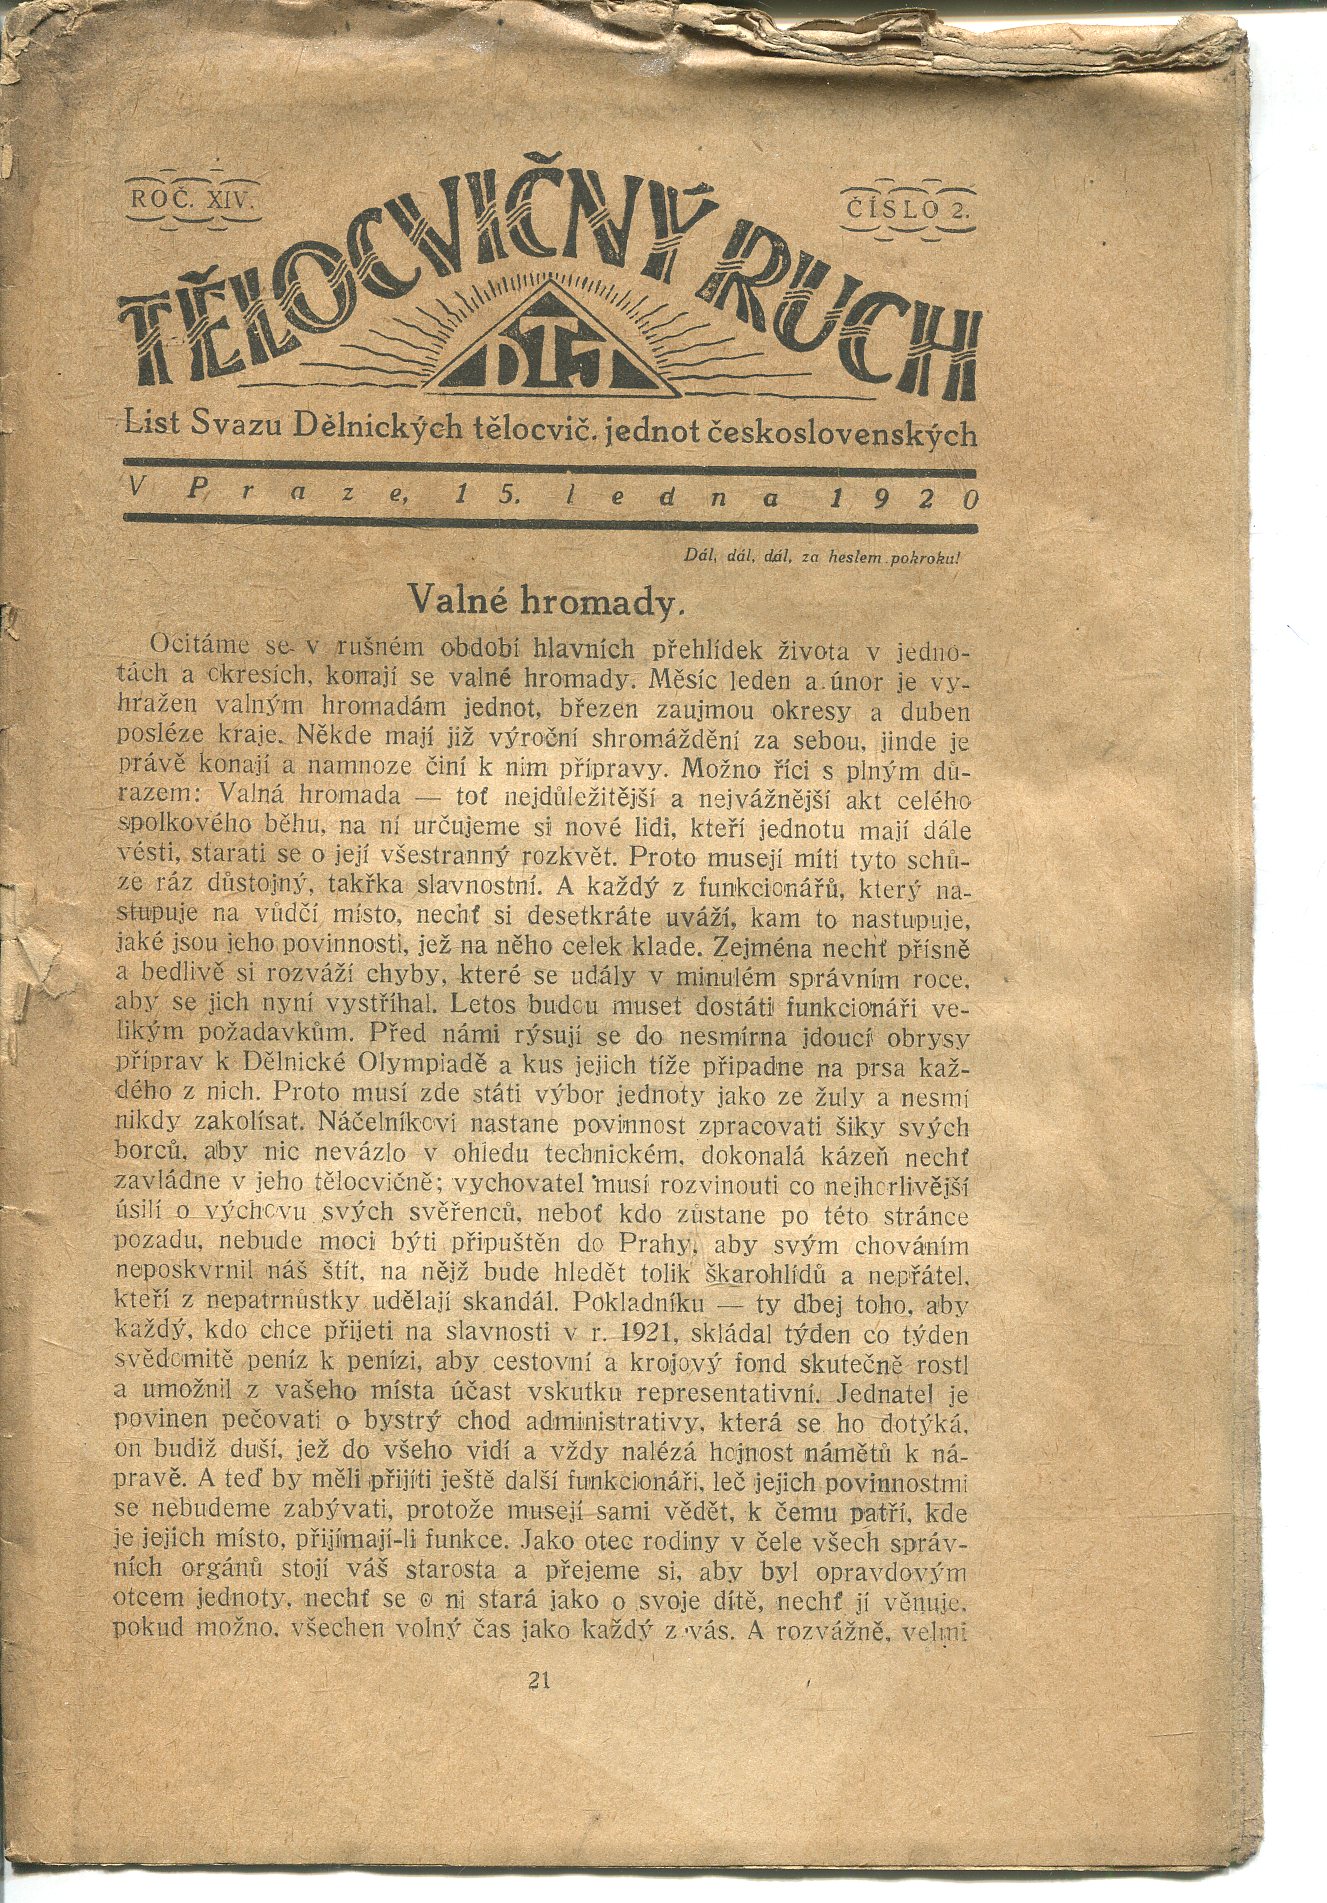 ROČ. XIV.
ČÍSLO 2.
TĚLOCVIČNÝ RUCH
DTJ
List Svazu Dělnických tělocvič. jednot československých
V Praze, 15. ledna 1920
Dál, dál, dál, za heslem pokroku!
Valné hromady.
Ocitáme se v rušném období hlavních přehlídek života v jedno-
tách a okresích, konají se valné hromady. Měsíc leden a únor je vy-
hražen valným hromadám jednot, březen zaujmou okresy a duben
posléze kraje. Někde mají již výroční shromáždění za sebou, jinde je
právě konají a namnoze činí k nim přípravy. Možno říci s plným dů-
razem: Valná hromada — toť nejdůležitější a nejvážnější akt celého
spolkového běhu, na ní určujeme si nové lidi, kteří jednotu mají dále
vésti, starati se o její všestranný rozkvět. Proto musejí míti tyto schů-
ze ráz důstojný, takřka slavnostní. A každý z funkcionářů, který na-
stupuje na vůdčí místo, nechť si desetkráte uváží, kam to nastupuje,
jaké jsou jeho povinnosti, jež na něho celek klade. Zejména nechť přísně
a bedlivě si rozváží chyby, které se udály v minulém správním roce,
aby se jich nyní vystříhal. Letos budou muset dostáti funkcionáři ve-
likým požadavkům. Před námi rýsují se do nesmírna jdoucí obrysy
příprav k Dělnické Olympiadě a kus jejich tíže připadne na prsa kaž-
dého z nich. Proto musí zde státi výbor jednoty jako ze žuly a nesmí
nikdy zakolísat. Náčelníkovi nastane povinnost zpracovati šiky svých
borců, aby nic nevázlo v ohledu technickém, dokonalá kázeň nechť
zavládne v jeho tělocvičně; vychovatel musí rozvinouti co nejhorlivější
úsilí o výchovu svých svěřenců, neboť kdo zůstane po této stránce
pozadu, nebude moci býti připuštěn do Prahy, aby svým chováním
neposkvrnil náš štít, na nějž bude hledět tolik škarohlídů a nepřátel,
kteří z nepatrnůstky udělají skandál. Pokladníku — ty dbej toho, aby
každý, kdo chce přijeti na slavnosti v r. 1921, skládal týden co týden
svědomitě peníz k penízi, aby cestovní a krojový fond skutečně rostl
a umožnil z vašeho místa účast vskutku representativní. Jednatel je
povinen pečovati o bystrý chod administrativy, která se ho dotýká,
on budiž duší, jež do všeho vidí a vždy nalézá hojnost námětů k ná-
pravě. A teď by měli přijíti ještě další funkcionáři, leč jejich povinnostmi
se nebudeme zabývati, protože musejí sami vědět, k čemu patří, kde
je jejich místo, přijímají-li funkce. Jako otec rodiny v čele všech správ-
ních orgánů stojí váš starosta a přejeme si, aby byl opravdovým
otcem jednoty, nechť se o ni stará jako o svoje dítě, nechť jí věnuje,
pokud možno, všechen volný čas jako každý z vás. A rozvážně, velmi
21